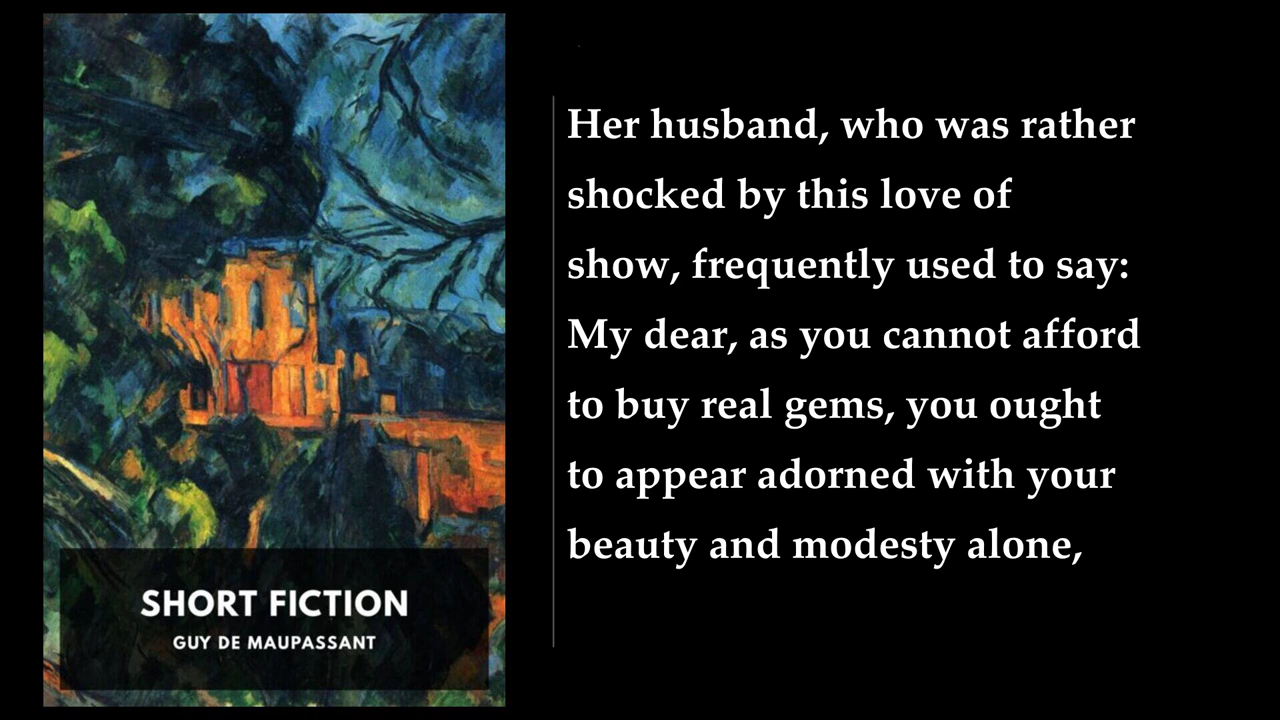 SHORT FICTION
GUY DE MAUPASSANT
Her husband, who was rather
shocked by this love of
show, frequently used to say:
My dear, as you cannot afford
to buy real gems, you ought
to appear adorned with your
beauty and modesty alone,